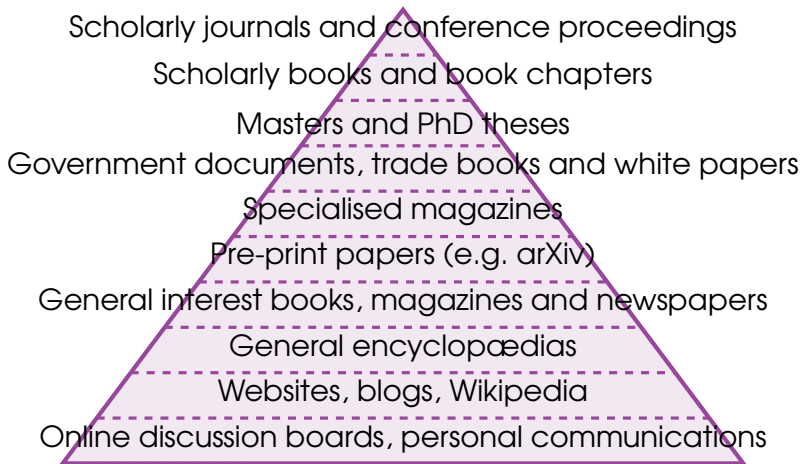 Scholarly journals and conference proceedings
Scholarly books and book chapters
Masters and PhD theses
Government documents, trade books and white papers
Specialised magazines
Pre-print papers (e.g. arXiv)
General interest books, magazines and newspapers
General encyclopædias
Websites, blogs, Wikipedia
Online discussion boards, personal communications